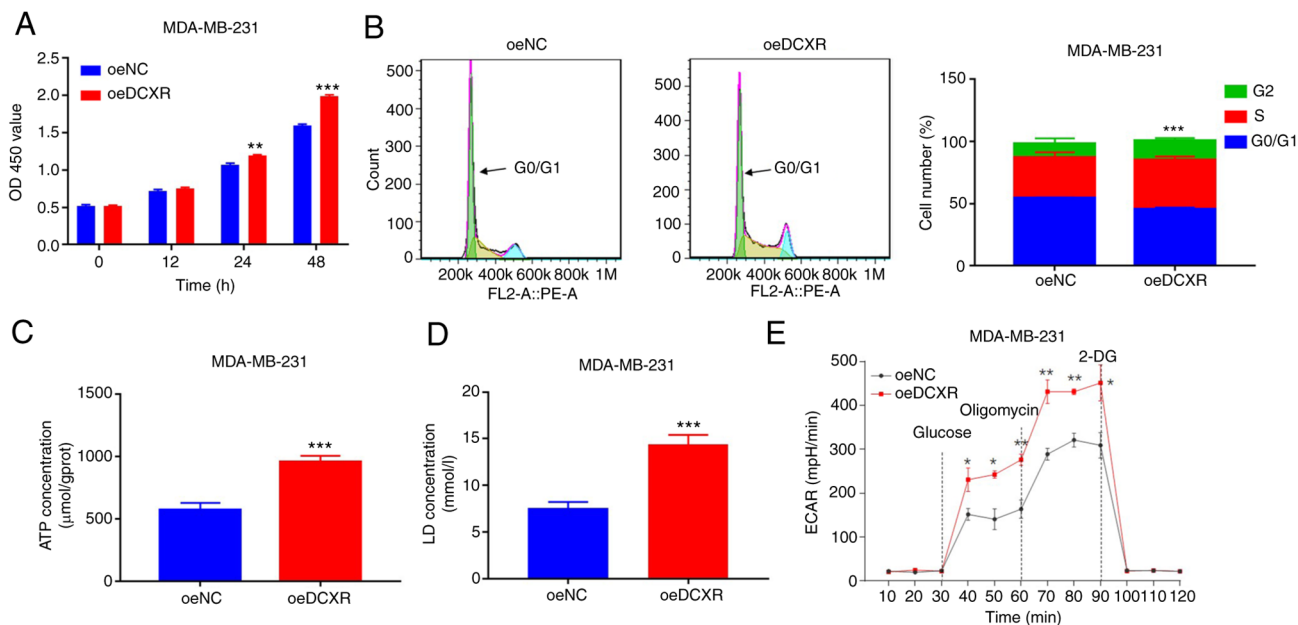 A
MDA-MB-231
2.5
2.0
1.5
1.0
0.5
0.0
OD 450 value
oeNC
oeDCXR
**
***
0
12
24
48
Time (h)
B
oeNC
500
400
300
200
100
0
Count
G0/G1
200k 400k 600k 800k 1M
FL2-A::PE-A
oeDCXR
500
400
300
200
100
0
G0/G1
200k 400k 600k 800k 1M
FL2-A::PE-A
MDA-MB-231
150
100
50
0
Cell number (%)
***
G2
S
G0/G1
oeNC
oeDCXR
C
MDA-MB-231
1500
1000
500
0
ATP concentration
(μmol/gprot)
***
oeNC
oeDCXR
D
MDA-MB-231
20
15
10
5
0
LD concentration
(mmol/l)
***
oeNC
oeDCXR
E
MDA-MB-231
2-DG
500
400
300
200
100
0
ECAR (mpH/min)
oeNC
oeDCXR
Oligomycin
Glucose
*
*
**
**
**
*
10 20 30 40 50 60 70 80 90 100 110 120
Time (min)